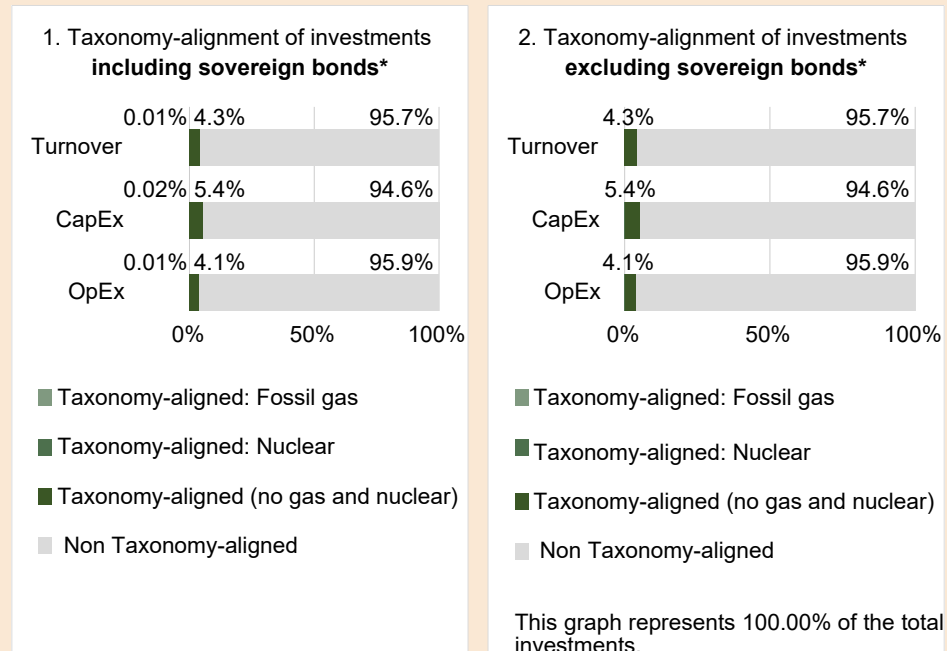 1. Taxonomy-alignment of investments
including sovereign bonds*
0.01% 4.3% 95.7%
Turnover
0.02% 5.4% 94.6%
CapEx
0.01% 4.1% 95.9%
OpEx
0% 50% 100%
Taxonomy-aligned: Fossil gas
Taxonomy-aligned: Nuclear
Taxonomy-aligned (no gas and nuclear)
Non Taxonomy-aligned
2. Taxonomy-alignment of investments
excluding sovereign bonds*
4.3% 95.7%
Turnover
5.4% 94.6%
CapEx
4.1% 95.9%
OpEx
0% 50% 100%
Taxonomy-aligned: Fossil gas
Taxonomy-aligned: Nuclear
Taxonomy-aligned (no gas and nuclear)
Non Taxonomy-aligned
This graph represents 100.00% of the total
investments.